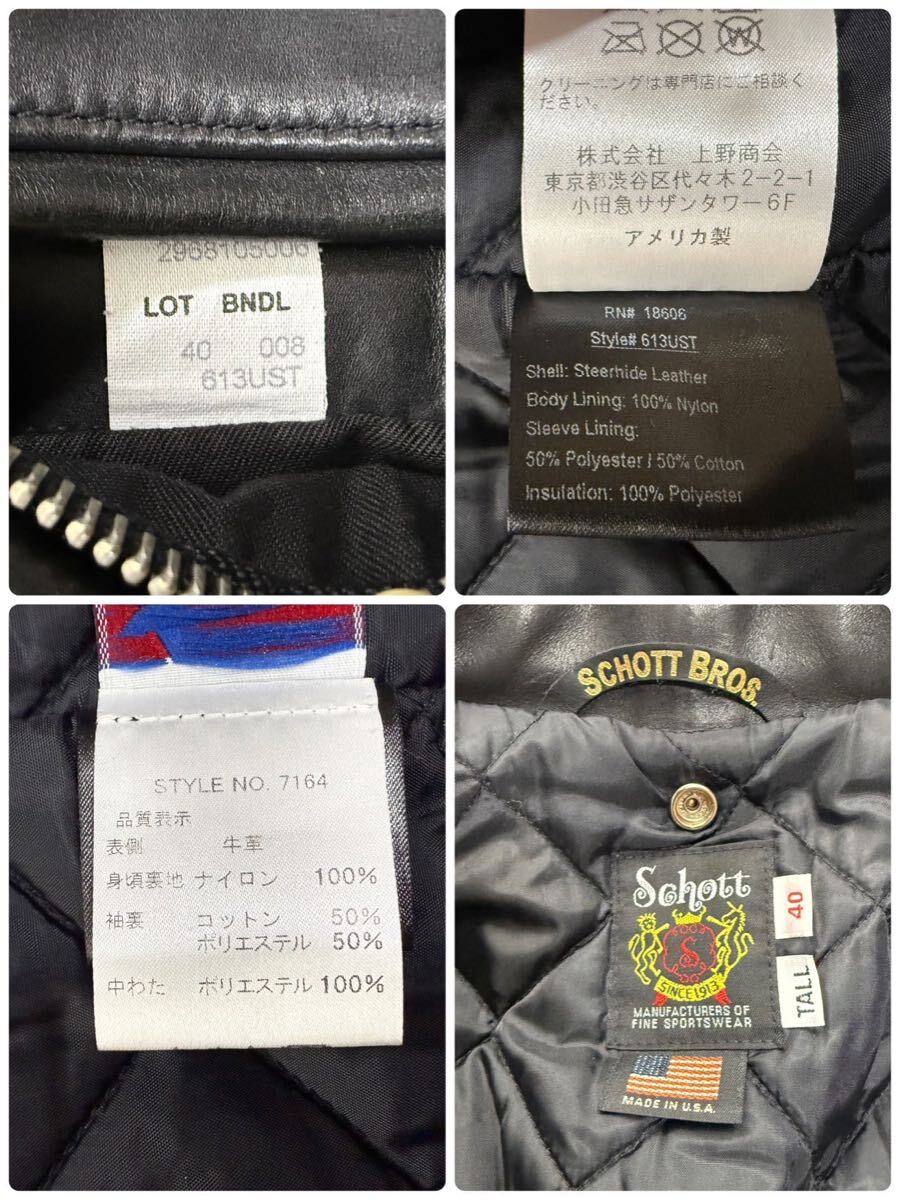 2968105006
LOT BNDL
40 008
613UST
クリーニングは専門店にご相談く
ださい。
株式会社 上野商会
東京都渋谷区代々木2-2-1
小田急サザンタワー6F
アメリカ製
RN# 18606
Style# 613UST
Shell: Steerhide Leather
Body Lining: 100% Nylon
Sleeve Lining:
50% Polyester / 50% Cotton
Insulation: 100% Polyester
STYLE NO. 7164
品質表示
表側 牛革
身頃裏地 ナイロン 100%
袖裏 コットン 50%
ポリエステル 50%
中わた ポリエステル 100%
SCHOTT BROS.
Schott
S
SINCE 1913
MANUFACTURERS OF
FINE SPORTSWEAR
40
TALL
MADE IN U.S.A.